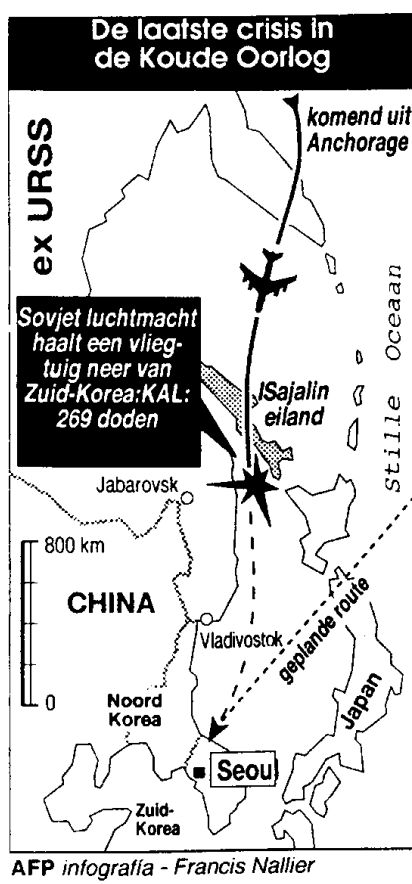 De laatste crisis in
de Koude Oorlog
komend uit
Anchorage
ex URSS
Stille Oceaan
Sovjet luchtmacht
haalt een vlieg-
tuig neer van
Zuid-Korea:KAL:
269 doden
ISajalin
eiland
Jabarovsk
800 km
CHINA
Vladivostok
geplande route
0
Noord
Korea
Japan
Seoul
Zuid-
Korea
AFP infografía - Francis Nallier